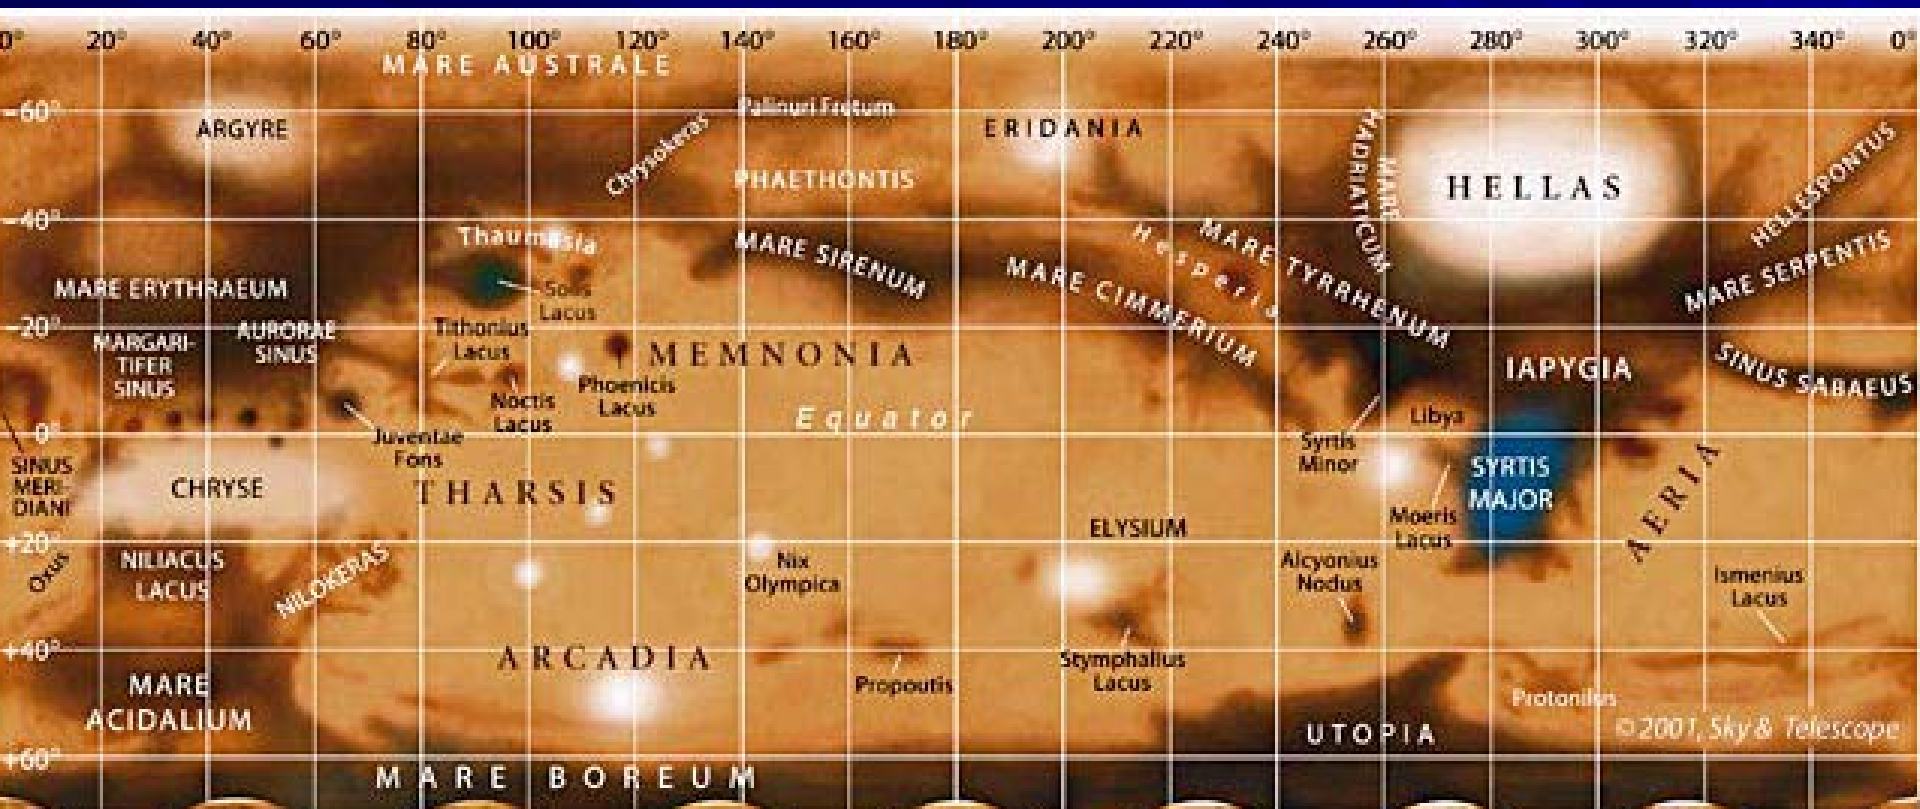 0° 20° 40° 60° 80° 100° 120° 140° 160° 180° 200° 220° 240° 260° 280° 300° 320° 340° 0°
MARE AUSTRALE
-60°
Palinuri Fretum
ARGYRE
Chrysokeras
ERIDANIA
MARE
HADRIATICUM
HELLAS
HELLESPONTUS
PHAETHONTIS
-40°
Thaumasia
MARE SIRENUM
Hesperis
MARE TYRRHENUM
MARE CIMMERIUM
MARE SERPENTIS
MARE ERYTHRAEUM
Solis
Lacus
-20°
MARGARI-
TIFER
SINUS
AURORAE
SINUS
Tithonius
Lacus
MEMNONIA
IAPYGIA
SINUS SABAEUS
Phoenicis
Lacus
Noctis
Lacus
Equator
Libya
0°
Juventae
Fons
Syrtis
Minor
SINUS
MERI-
DIANI
CHRYSE
THARSIS
SYRTIS
MAJOR
AERIA
Moeris
Lacus
ELYSIUM
+20°
Oxus
NILIACUS
LACUS
NILOKERAS
Nix
Olympica
Alcyonius
Nodus
Ismenius
Lacus
+40°
ARCADIA
Propoutis
Stymphalius
Lacus
MARE
ACIDALIUM
Protonilus
UTOPIA
©2001, Sky & Telescope
+60°
MARE BOREUM